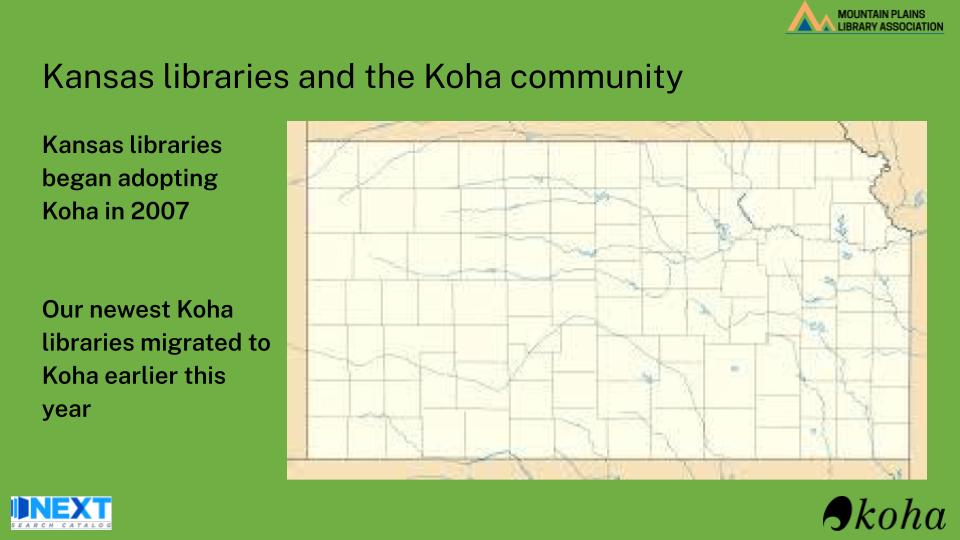 MOUNTAIN PLAINS
LIBRARY ASSOCIATION
Kansas libraries and the Koha community
Kansas libraries
began adopting
Koha in 2007
Our newest Koha
libraries migrated to
Koha earlier this
year
NEXT
SEARCH CATALOG
koha